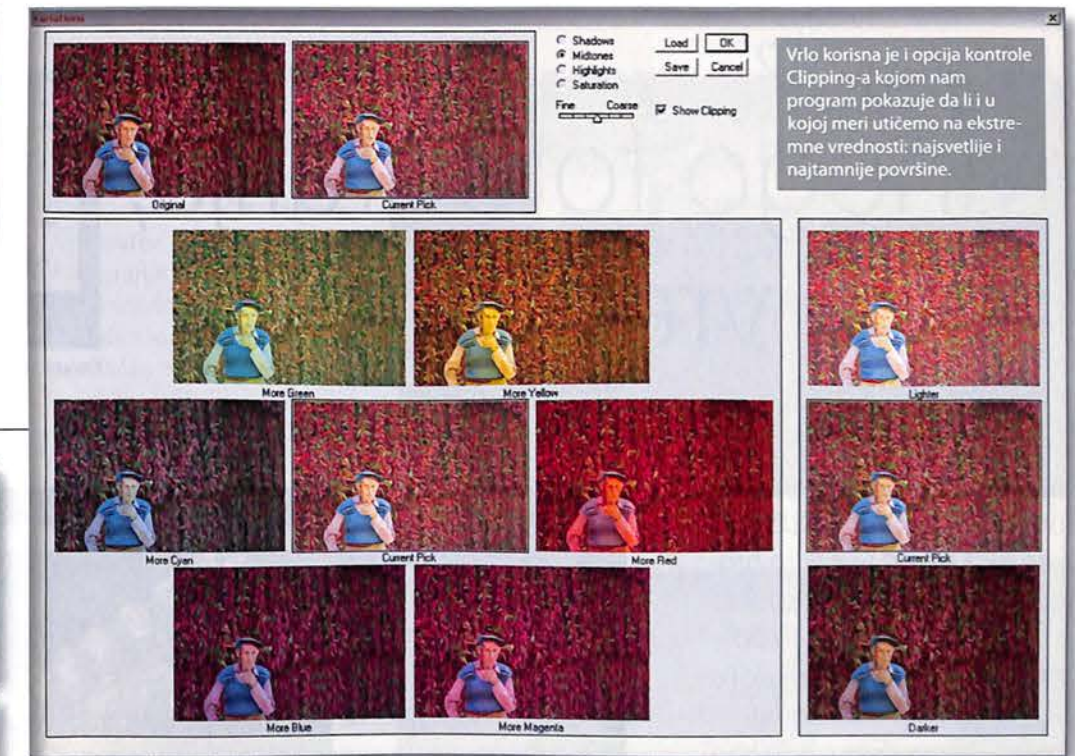 Variations
Shadows
Midtones
Highlights
Saturation
Fine Coarse
Load OK
Save Cancel
Show Clipping
Vrlo korisna je i opcija kontrole
Clipping-a kojom nam
program pokazuje da li i u
kojoj meri utičemo na ekstre-
mne vrednosti: najsvetlije i
najtamnije površine.
Original
Current Pick
More Green
More Yellow
Lighter
More Cyan
Current Pick
More Red
Current Pick
More Blue
More Magenta
Darker